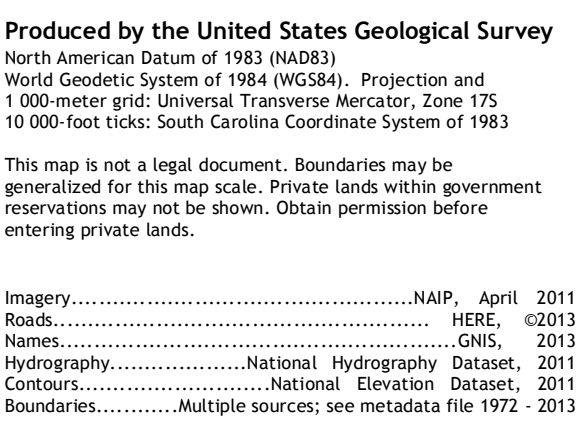 Produced by the United States Geological Survey
North American Datum of 1983 (NAD83)
World Geodetic System of 1984 (WGS84).  Projection and
1 000-meter grid: Universal Transverse Mercator, Zone 17S
10 000-foot ticks: South Carolina Coordinate System of 1983
This map is not a legal document. Boundaries may be
generalized for this map scale. Private lands within government
reservations may not be shown. Obtain permission before
entering private lands.
Imagery..................................................NAIP, April 2011
Roads....................................................... HERE, ©2013
Names..........................................................GNIS, 2013
Hydrography....................National Hydrography Dataset, 2011
Contours............................National Elevation Dataset, 2011
Boundaries............Multiple sources; see metadata file 1972 - 2013